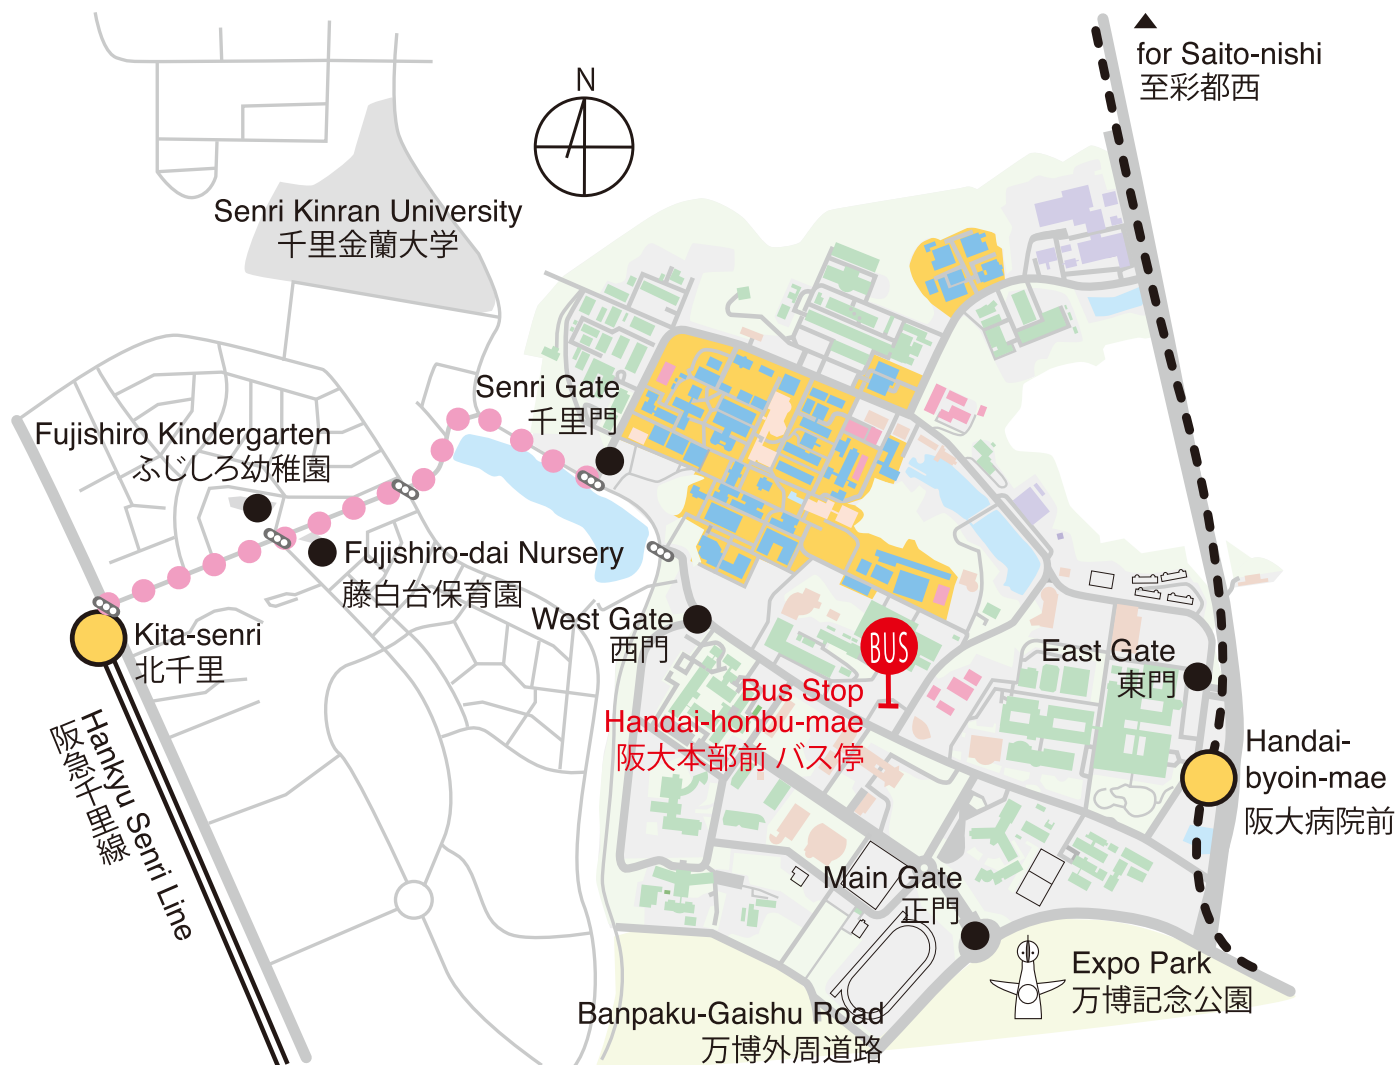 for Saito-nishi
至彩都西
N
Senri Kinran University
千里金蘭大学
Senri Gate
千里門
Fujishiro Kindergarten
ふじしろ幼稚園
Fujishiro-dai Nursery
藤白台保育園
Kita-senri
北千里
West Gate
西門
BUS
Bus Stop
Handai-honbu-mae
阪大本部前 バス停
East Gate
東門
Handai-
byoin-mae
阪大病院前
Hankyu Senri Line
阪急千里線
Main Gate
正門
Expo Park
万博記念公園
Banpaku-Gaishu Road
万博外周道路